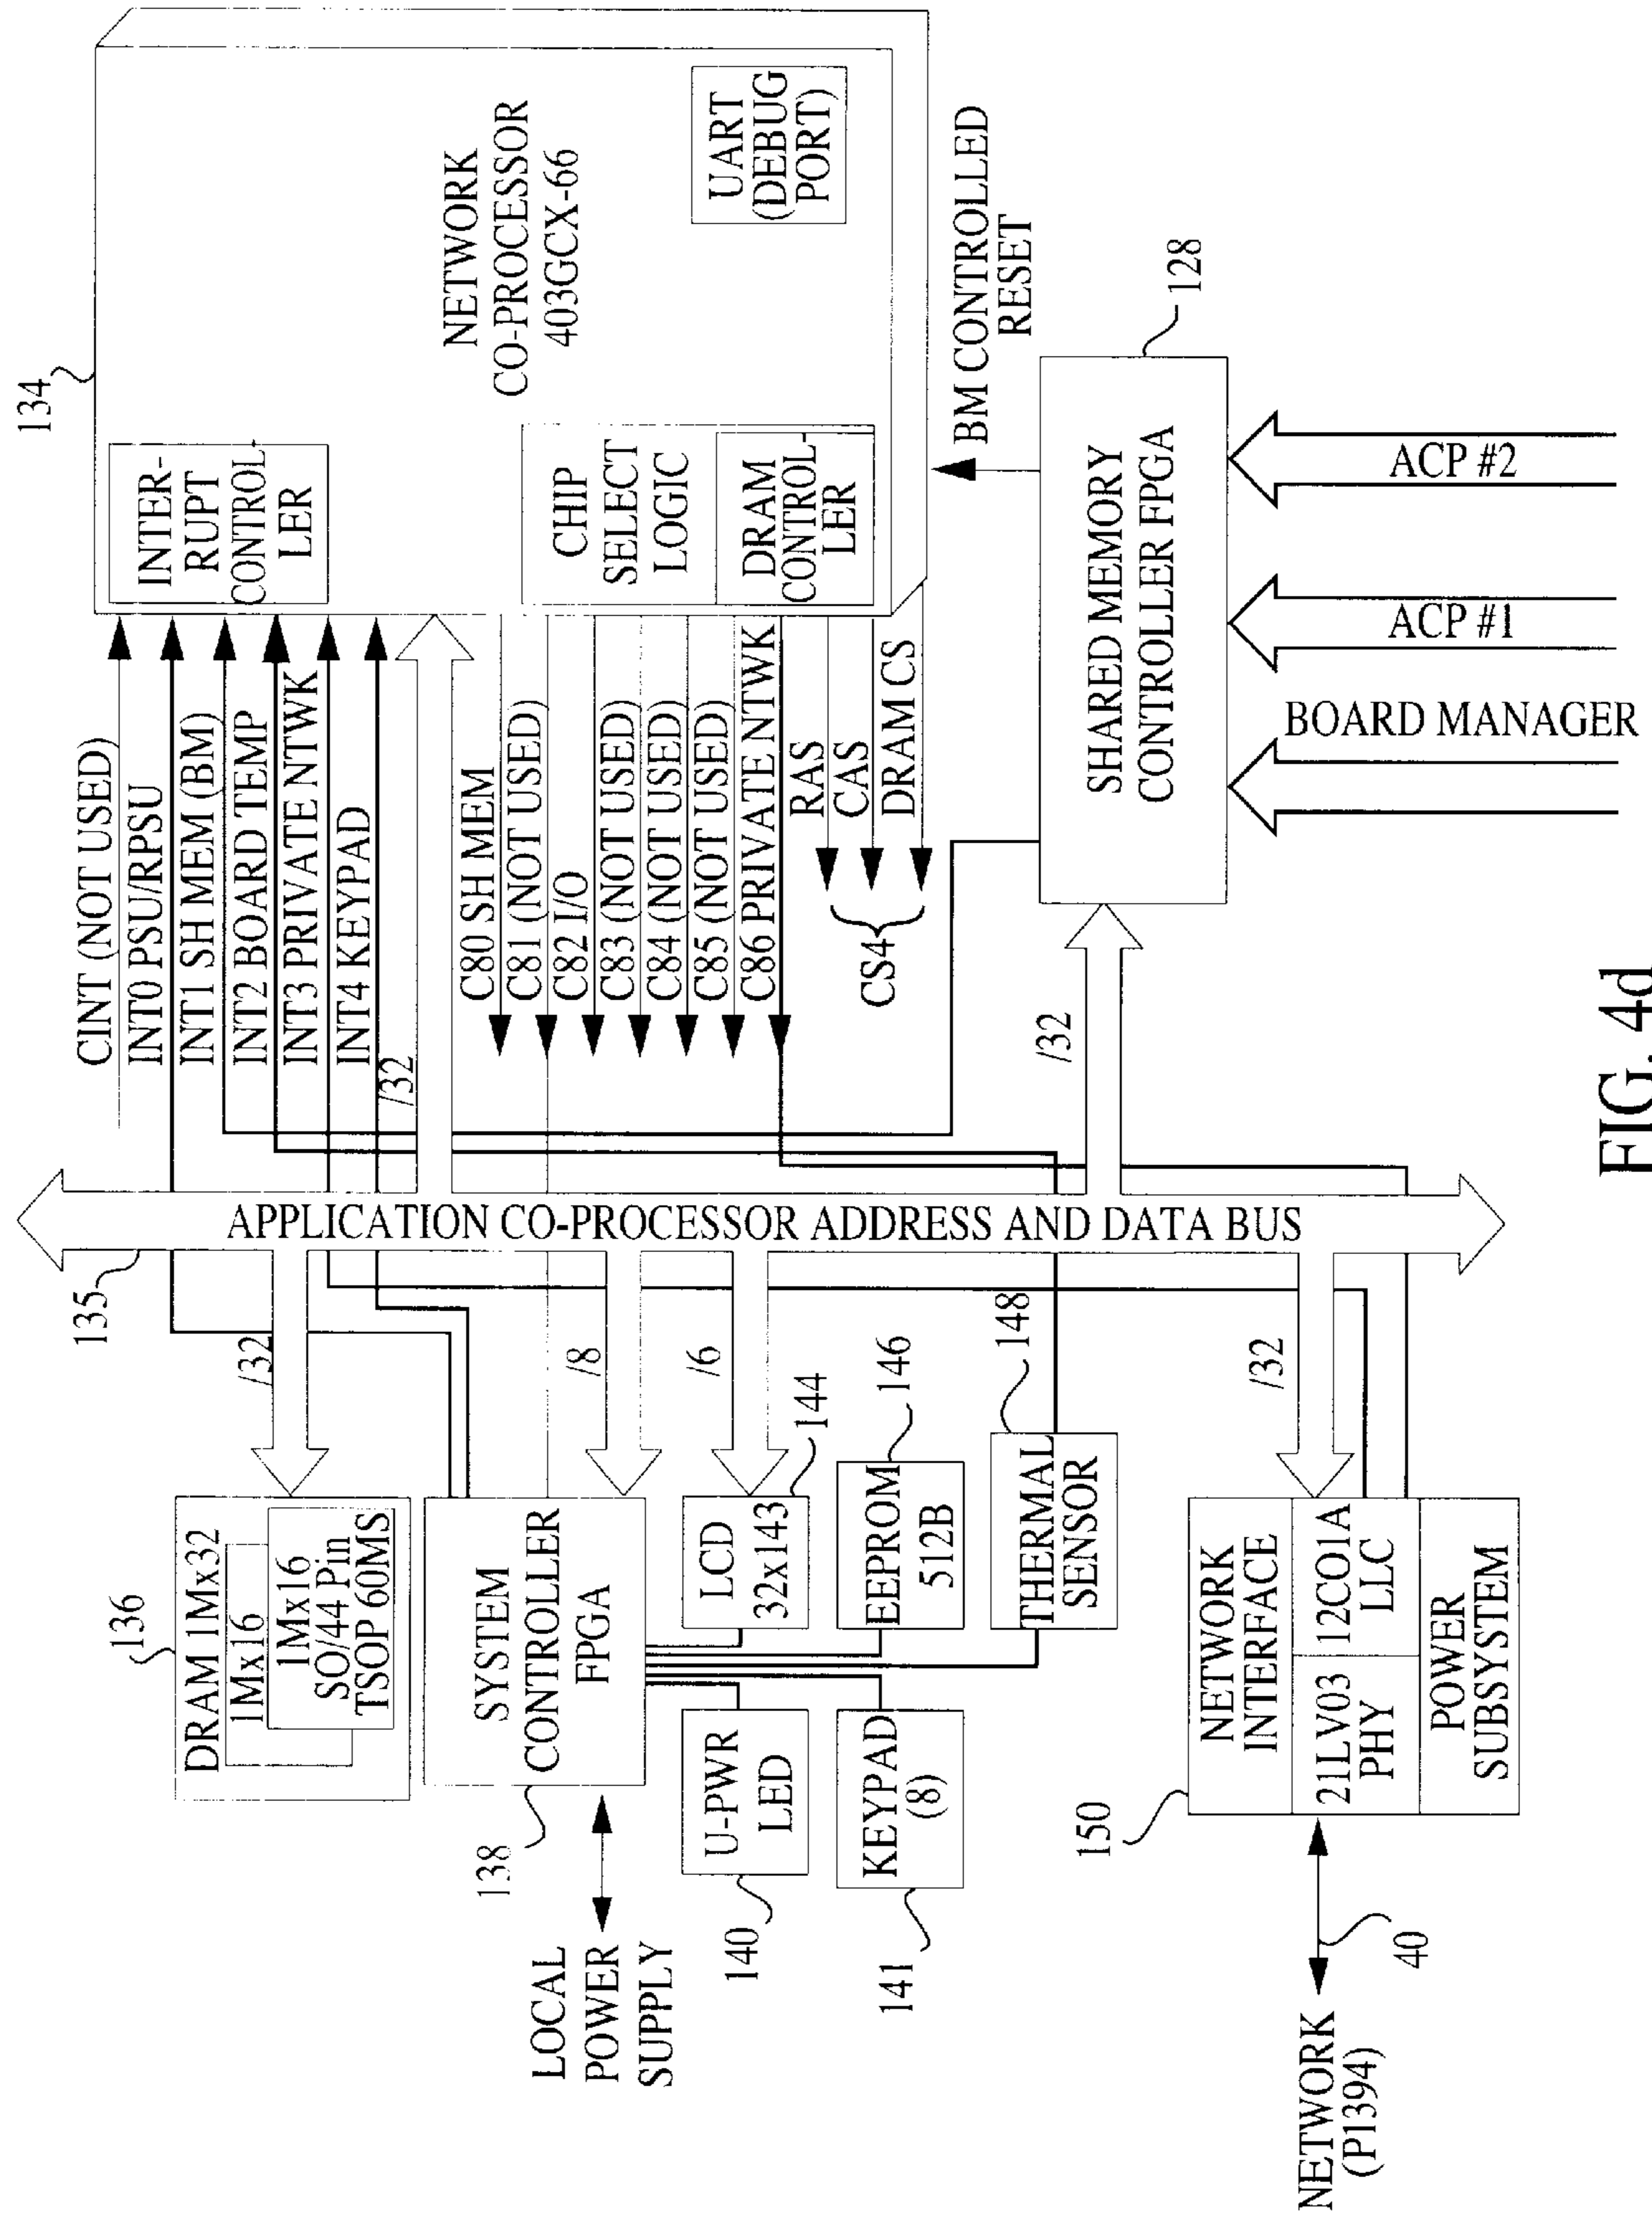 134
INTER-
RUPT
CONTROL-
LER
NETWORK
CO-PROCESSOR
403GCX-66
CHIP
SELECT
LOGIC
DRAM
CONTROL-
LER
UART
(DEBUG
PORT)
CINT (NOT USED)
INT0 PSU/RPSU
INT1 SH MEM (BM)
INT2 BOARD TEMP
INT3 PRIVATE NTWK
INT4 KEYPAD
/32
C80 SH MEM
C81 (NOT USED)
C82 I/O
C83 (NOT USED)
C84 (NOT USED)
C85 (NOT USED)
C86 PRIVATE NTWK
RAS
CAS
DRAM CS
CS4
BM CONTROLLED
RESET
128
SHARED MEMORY
CONTROLLER FPGA
/32
BOARD MANAGER
ACP #1
ACP #2
135
APPLICATION CO-PROCESSOR ADDRESS AND DATA BUS
/32
/8
/6
/32
136
DRAM 1Mx32
1Mx16
1Mx16
SO/44 Pin
TSOP 60MS
SYSTEM
CONTROLLER
FPGA
138
LOCAL
POWER
SUPPLY
LCD
32x143
144
EEPROM
512B
146
THERMAL
SENSOR
148
U-PWR
LED
140
KEYPAD
(8)
141
NETWORK
INTERFACE
21LV03
PHY
12CO1A
LLC
POWER
SUBSYSTEM
150
40
NETWORK
(P1394)
FIG. 4d